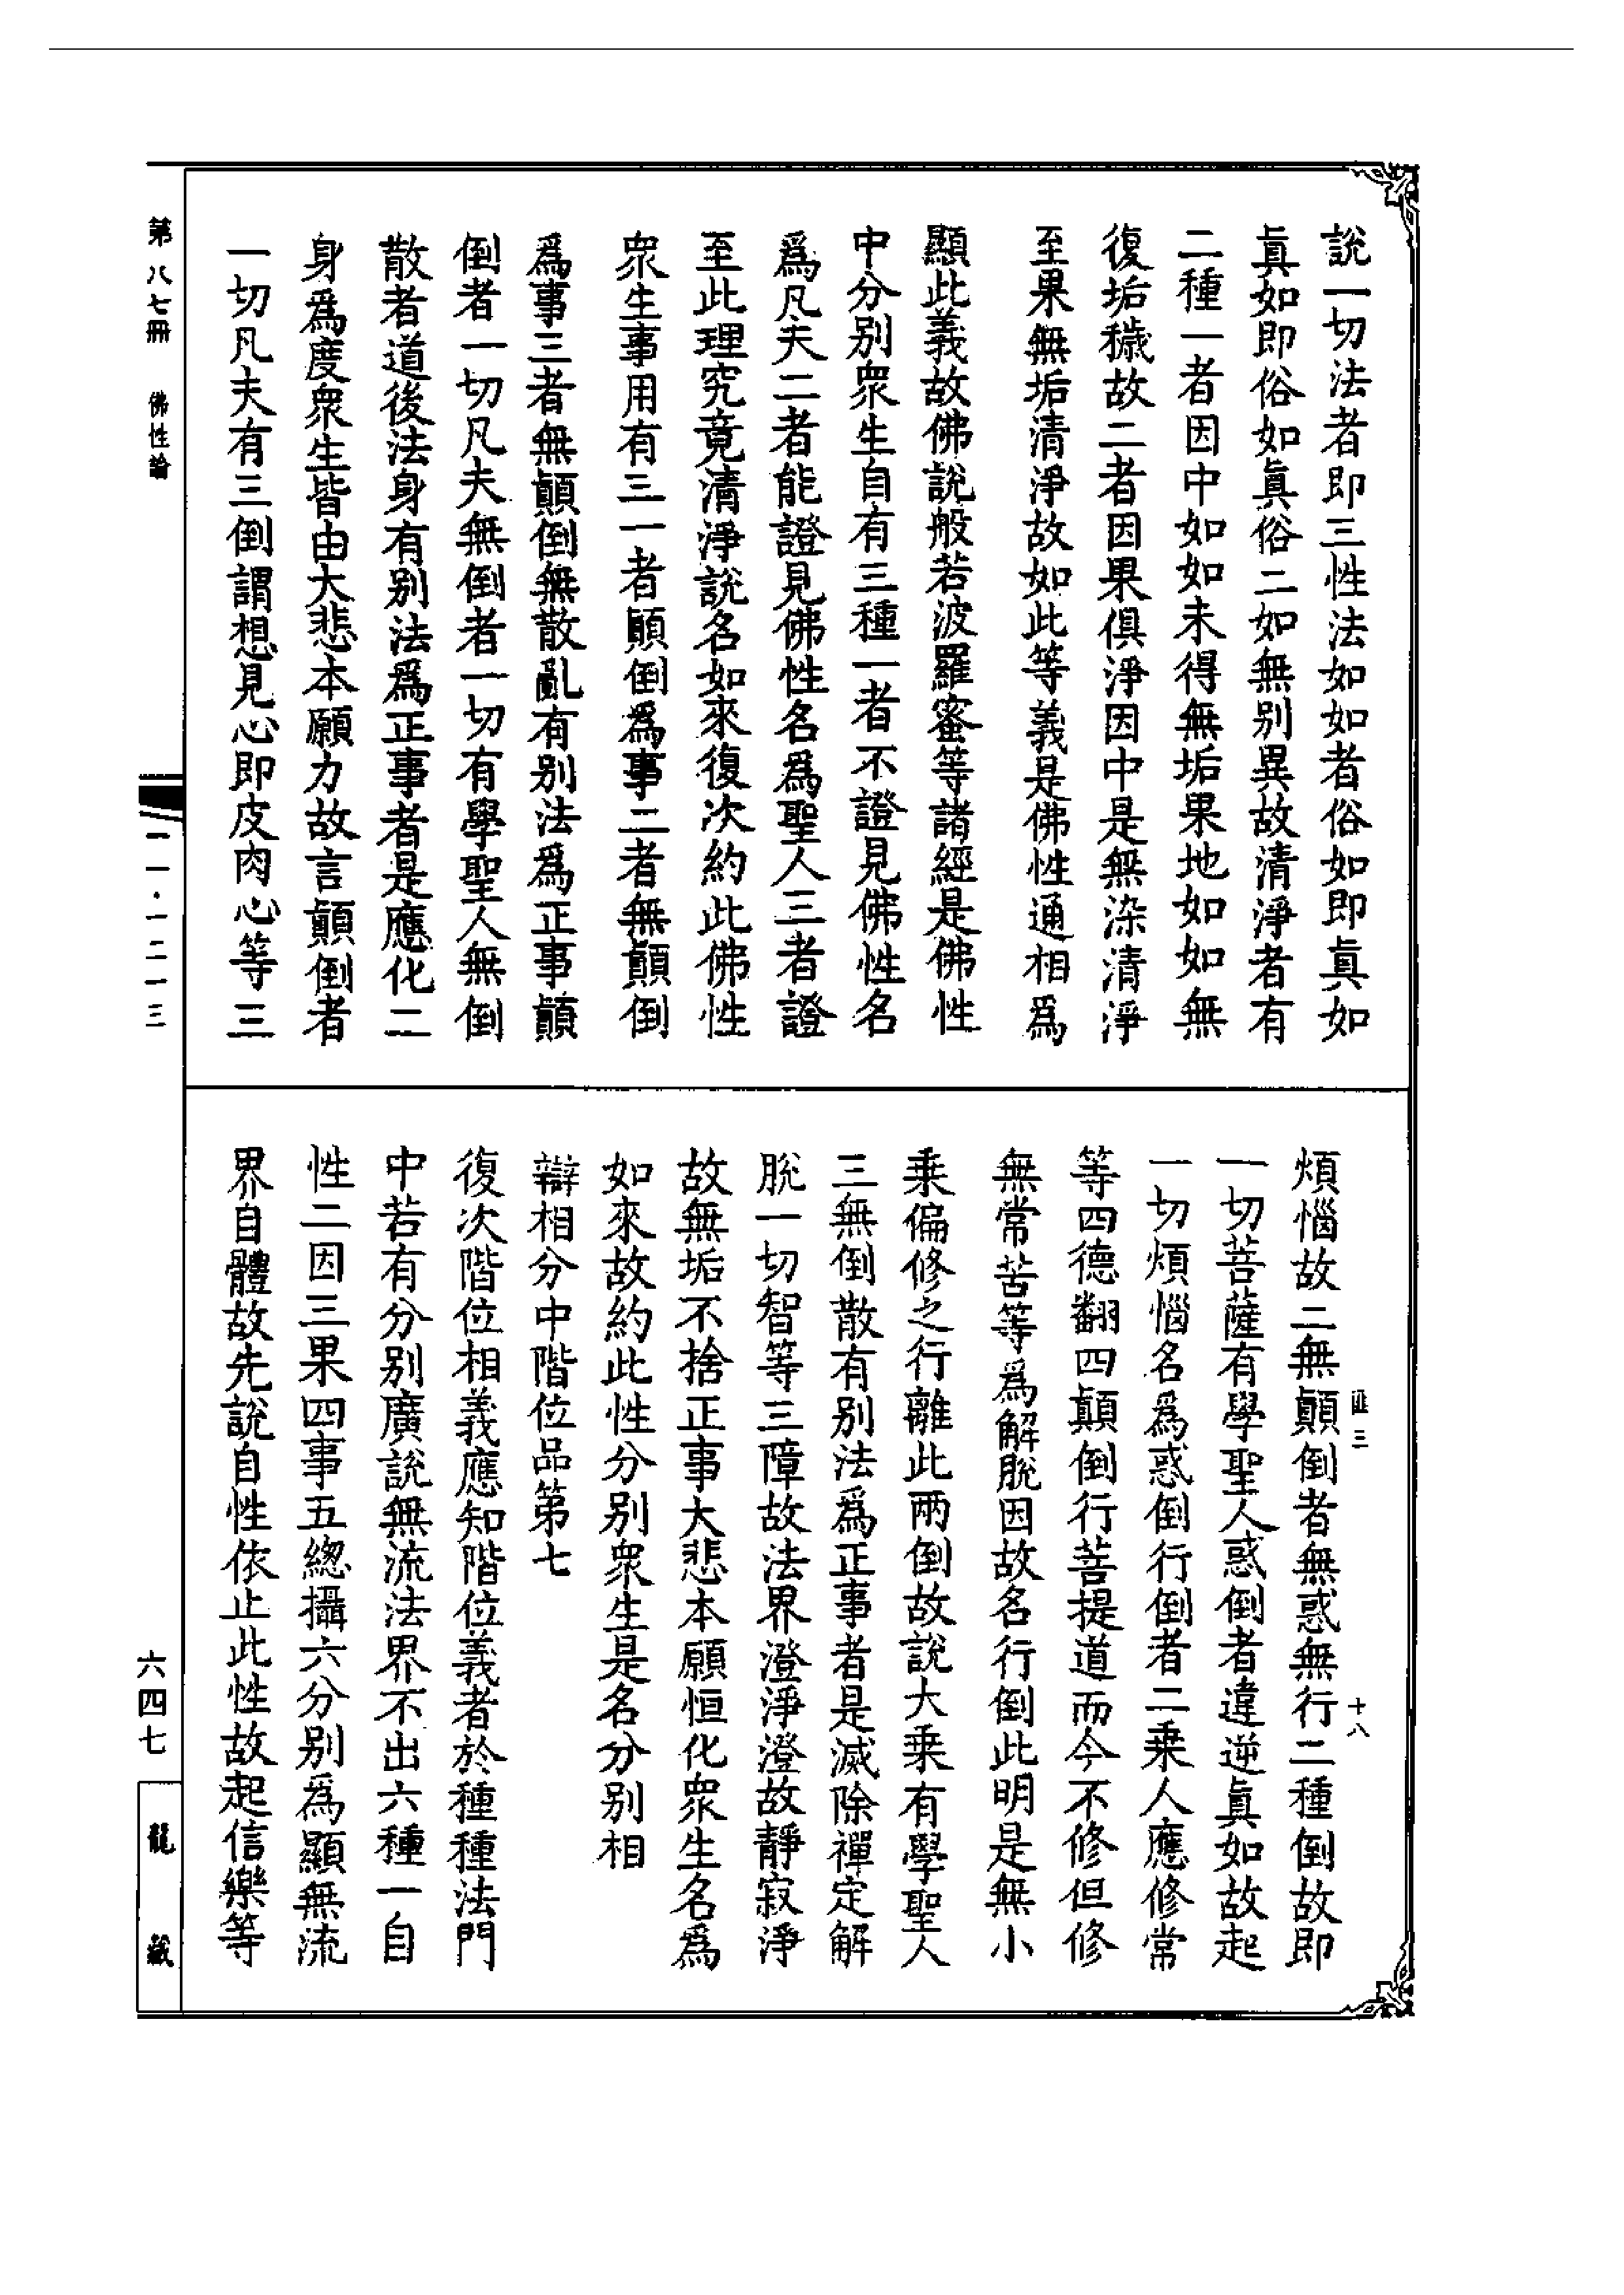 說一切法者即三性法如如者俗如即真如
真如即俗如真俗二如無别異故清淨者有
二種一者因中如如未得無垢果地如如無
復垢穢故二者因果俱淨因中是無染清淨
至果無垢清淨故如此等義是佛性通相爲
顯此義故佛說般若波羅蜜等諸經是佛性
中分别衆生自有三種一者不證見佛性名
爲凡夫二者能證見佛性名爲聖人三者證
至此理究竟清淨說名如來復次約此佛性
衆生事用有三一者顚倒爲事二者無顚倒
爲事三者無顚倒無散亂有别法爲正事顚
倒者一切凡夫無倒者一切有學聖人無倒
散者道後法身有别法爲正事者是應化二
身爲度衆生皆由大悲本願力故言顚倒者
一切凡夫有三倒謂想見心即皮肉心等三
煩惱故二無顚倒者無惑無行二種倒故即
一切菩薩有學聖人惑倒者違逆真如故起
一切煩惱名爲惑倒行倒者二乘人應修常
等四德翻四顚倒行菩提道而今不修但修
無常苦等爲解脫因故名行倒此明是無小
乘偏修之行離此兩倒故說大乘有學聖人
三無倒散有别法爲正事者是滅除禪定解
脫一切智等三障故法界澄淨澄故靜寂淨
故無垢不捨正事大悲本願恒化衆生名爲
如來故約此性分别衆生是名分别相
辯相分中階位品第七
復次階位相義應知階位義者於種種法門
中若有分别廣說無流法界不出六種一自
性二因三果四事五總攝六分别爲顯無流
界自體故先說自性依止此性故起信樂等
匪三
十八
第八七冊
佛性論
二一·一二一三
六四七
龍藏